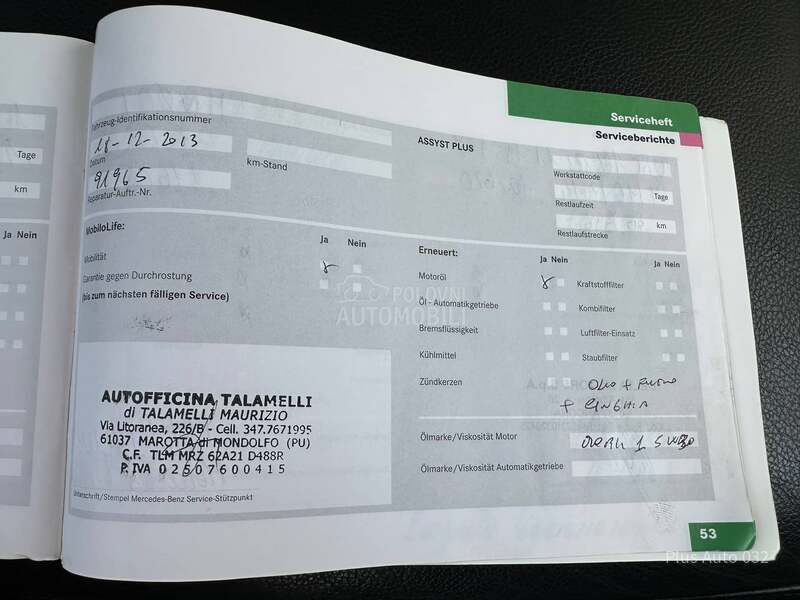 Serviceheft
Serviceberichte
Tage
km
Ja Nein
Fahrzeug-Identifikationsnummer
18-12-2013
Datum
km-Stand
91965
Reparatur-Auftr.-Nr.
ASSYST PLUS
Werkstattcode
Tage
Restlaufzeit
km
Restlaufstrecke
MobiloLife:
Ja Nein
Mobilität
Garantie gegen Durchrostung
(bis zum nächsten fälligen Service)
Erneuert:
Ja Nein
Ja Nein
Motoröl
Kraftstofffilter
Öl - Automatikgetriebe
Kombifilter
Bremsflüssigkeit
Luftfilter-Einsatz
Kühlmittel
Staubfilter
Zündkerzen
OLIO +
+ CINGHIA
Ölmarke/Viskosität Motor
5W30
Ölmarke/Viskosität Automatikgetriebe
AUTOFFICINA TALAMELLI
di TALAMELLI MAURIZIO
Via Litoranea, 226/B - Cell. 347.7671995
61037 MAROTTA di MONDOLFO (PU)
C.F. TLM MRZ 62A21 D488R
P. IVA 02507600415
Unterschrift/Stempel Mercedes-Benz Service-Stützpunkt
53
POLOVNI
AUTOMOBILI
Plus Auto 032